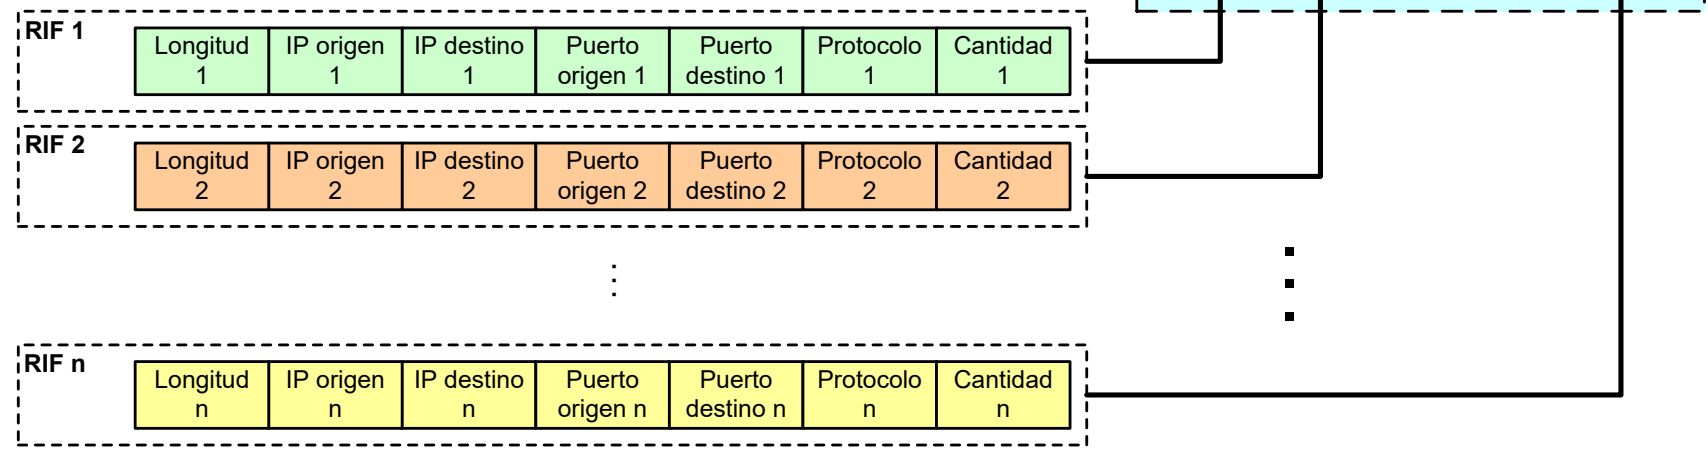 RIF 1
Longitud IP origen IP destino Puerto Puerto Protocolo Cantidad
1 1 1 origen 1 destino 1 1 1
RIF 2
Longitud IP origen IP destino Puerto Puerto Protocolo Cantidad
2 2 2 origen 2 destino 2 2 2
RIF n
Longitud IP origen IP destino Puerto Puerto Protocolo Cantidad
n n n origen n destino n n n